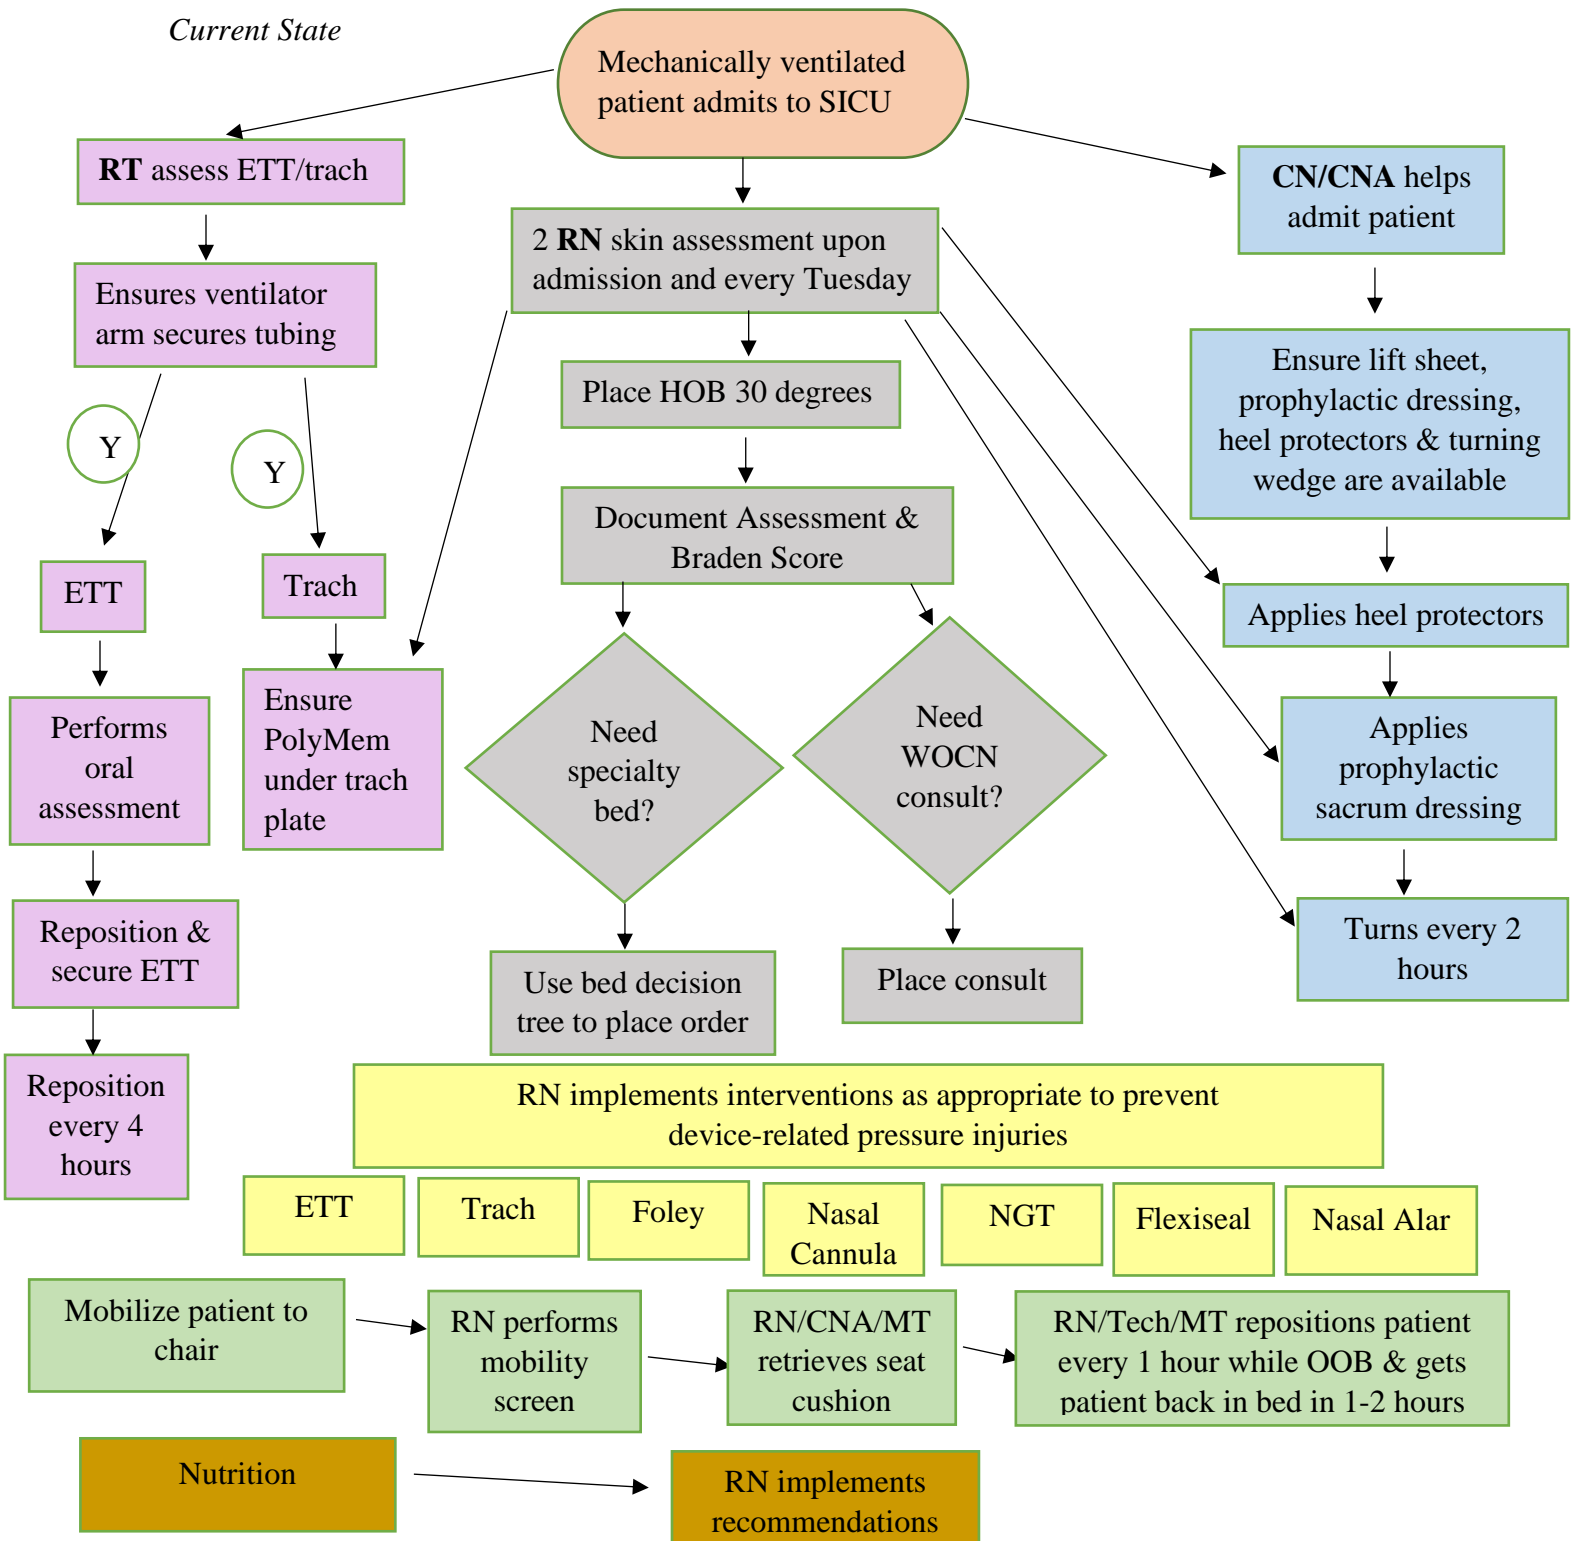 Current State
Mechanically ventilated
patient admits to SICU
RT assess ETT/trach
Ensures ventilator
arm secures tubing
Y
Y
ETT
Trach
Performs
oral
assessment
Ensure
PolyMem
under trach
plate
Reposition &
secure ETT
Reposition
every 4
hours
2 RN skin assessment upon
admission and every Tuesday
Place HOB 30 degrees
Document Assessment &
Braden Score
Need
specialty
bed?
Need
WOCN
consult?
Use bed decision
tree to place order
Place consult
CN/CNA helps
admit patient
Ensure lift sheet,
prophylactic dressing,
heel protectors & turning
wedge are available
Applies heel protectors
Applies
prophylactic
sacrum dressing
Turns every 2
hours
RN implements interventions as appropriate to prevent
device-related pressure injuries
ETT
Trach
Foley
Nasal
Cannula
NGT
Flexiseal
Nasal Alar
Mobilize patient to
chair
RN performs
mobility
screen
RN/CNA/MT
retrieves seat
cushion
RN/Tech/MT repositions patient
every 1 hour while OOB & gets
patient back in bed in 1-2 hours
Nutrition
RN implements
recommendations